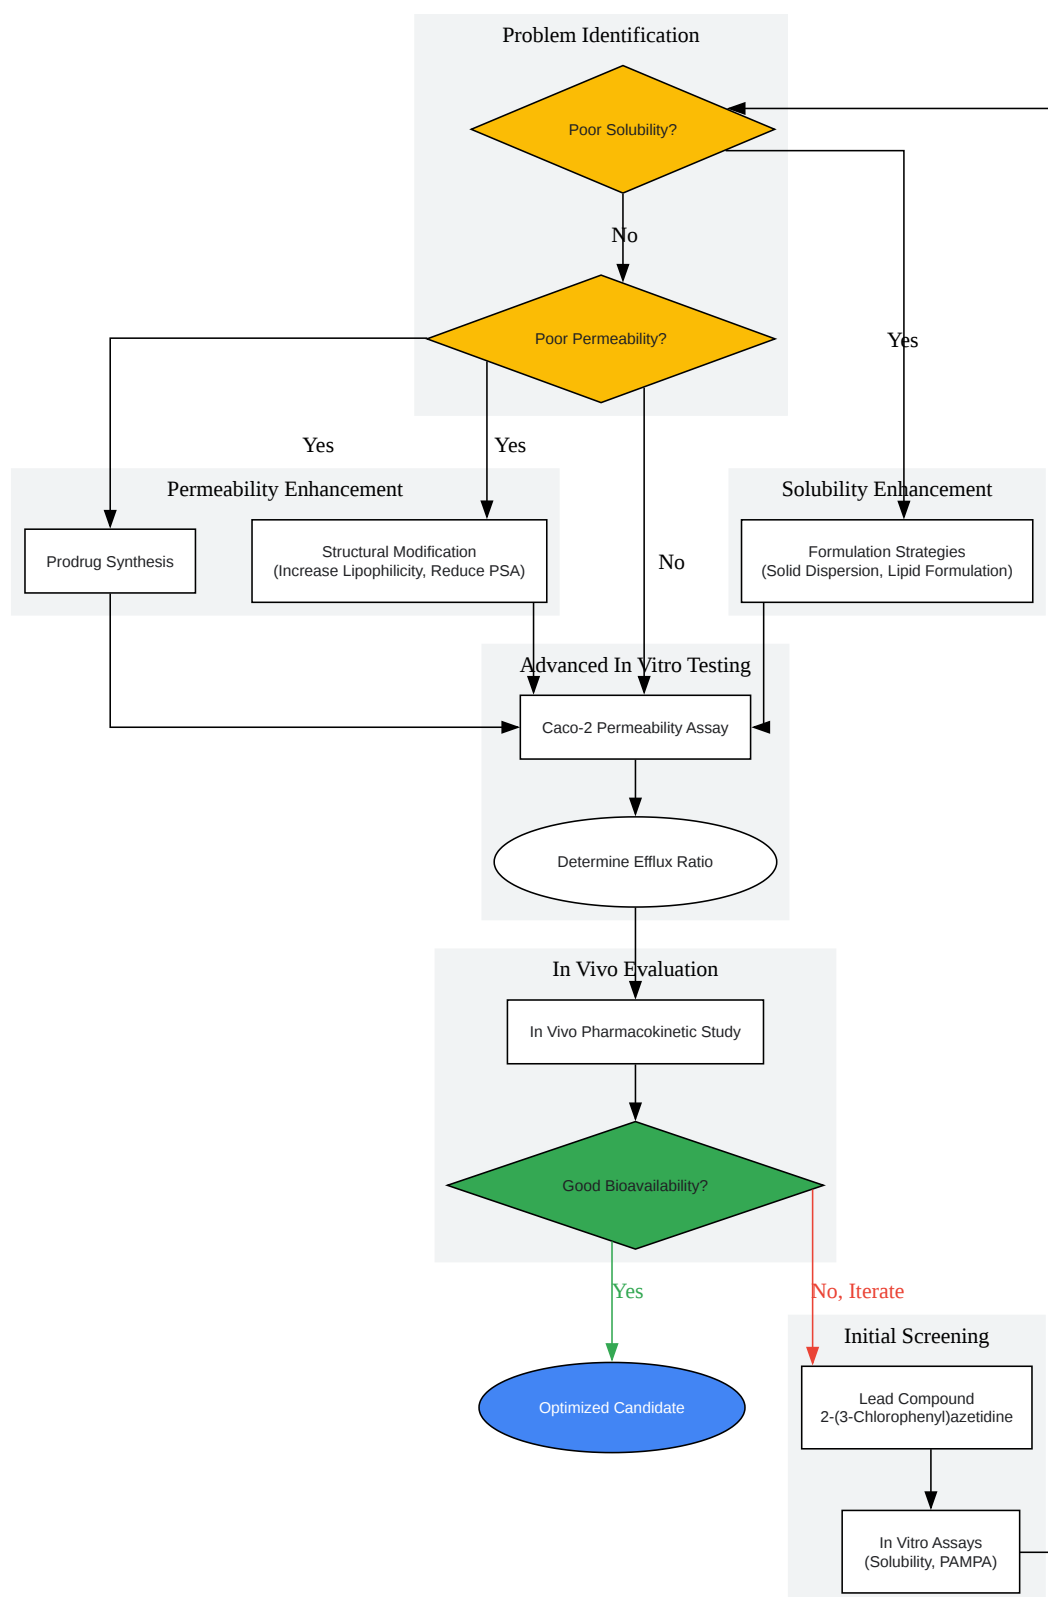 Problem Identification
Poor Solubility?
No
Poor Permeability?
Yes
Yes
Yes
Permeability Enhancement
Solubility Enhancement
Prodrug Synthesis
Structural Modification
(Increase Lipophilicity, Reduce PSA)
No
Formulation Strategies
(Solid Dispersion, Lipid Formulation)
Advanced In Vitro Testing
Caco-2 Permeability Assay
Determine Efflux Ratio
In Vivo Evaluation
In Vivo Pharmacokinetic Study
Good Bioavailability?
Yes
No, Iterate
Initial Screening
Optimized Candidate
Lead Compound
2-(3-Chlorophenyl)azetidine
In Vitro Assays
(Solubility, PAMPA)